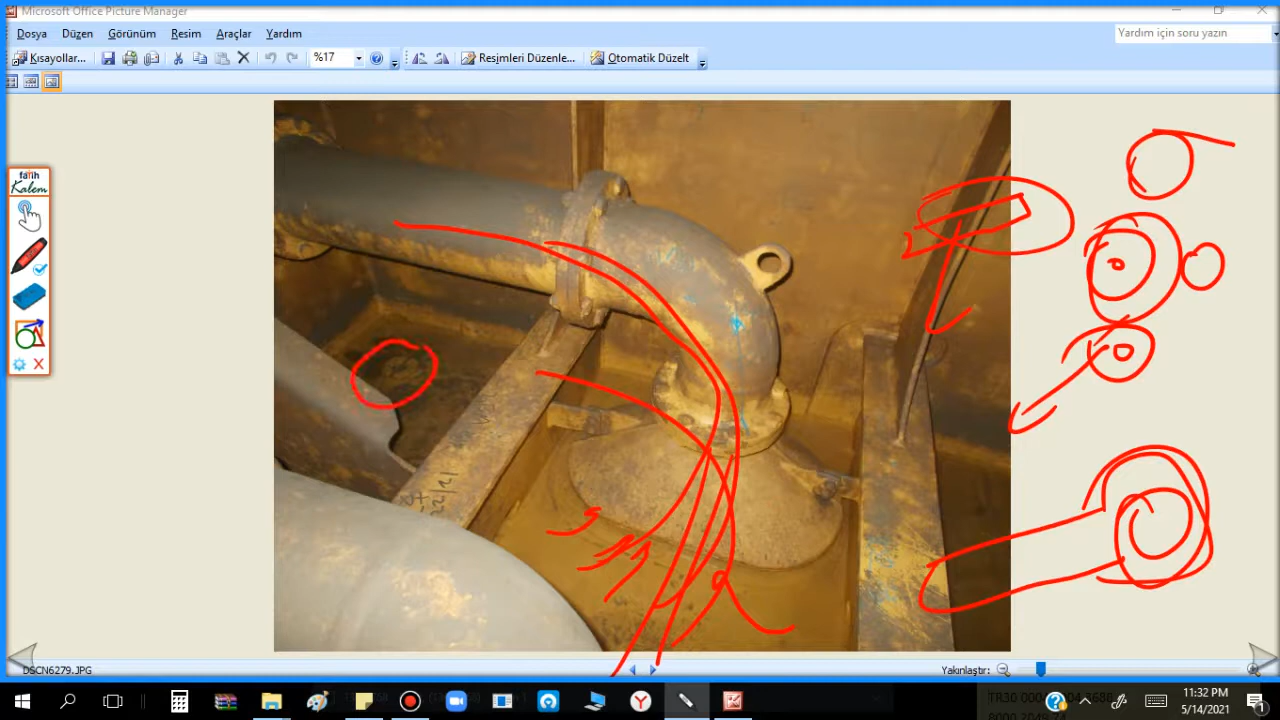 Microsoft Office Picture Manager
Dosya Düzen Görünüm Resim Araçlar Yardım
Yardım için soru yazın
Kısayollar... %17 Resimleri Düzenle... Otomatik Düzelt
fatih
Kalem
DSCN6279.JPG
Yakınlaştır:
11:32 PM
5/14/2021